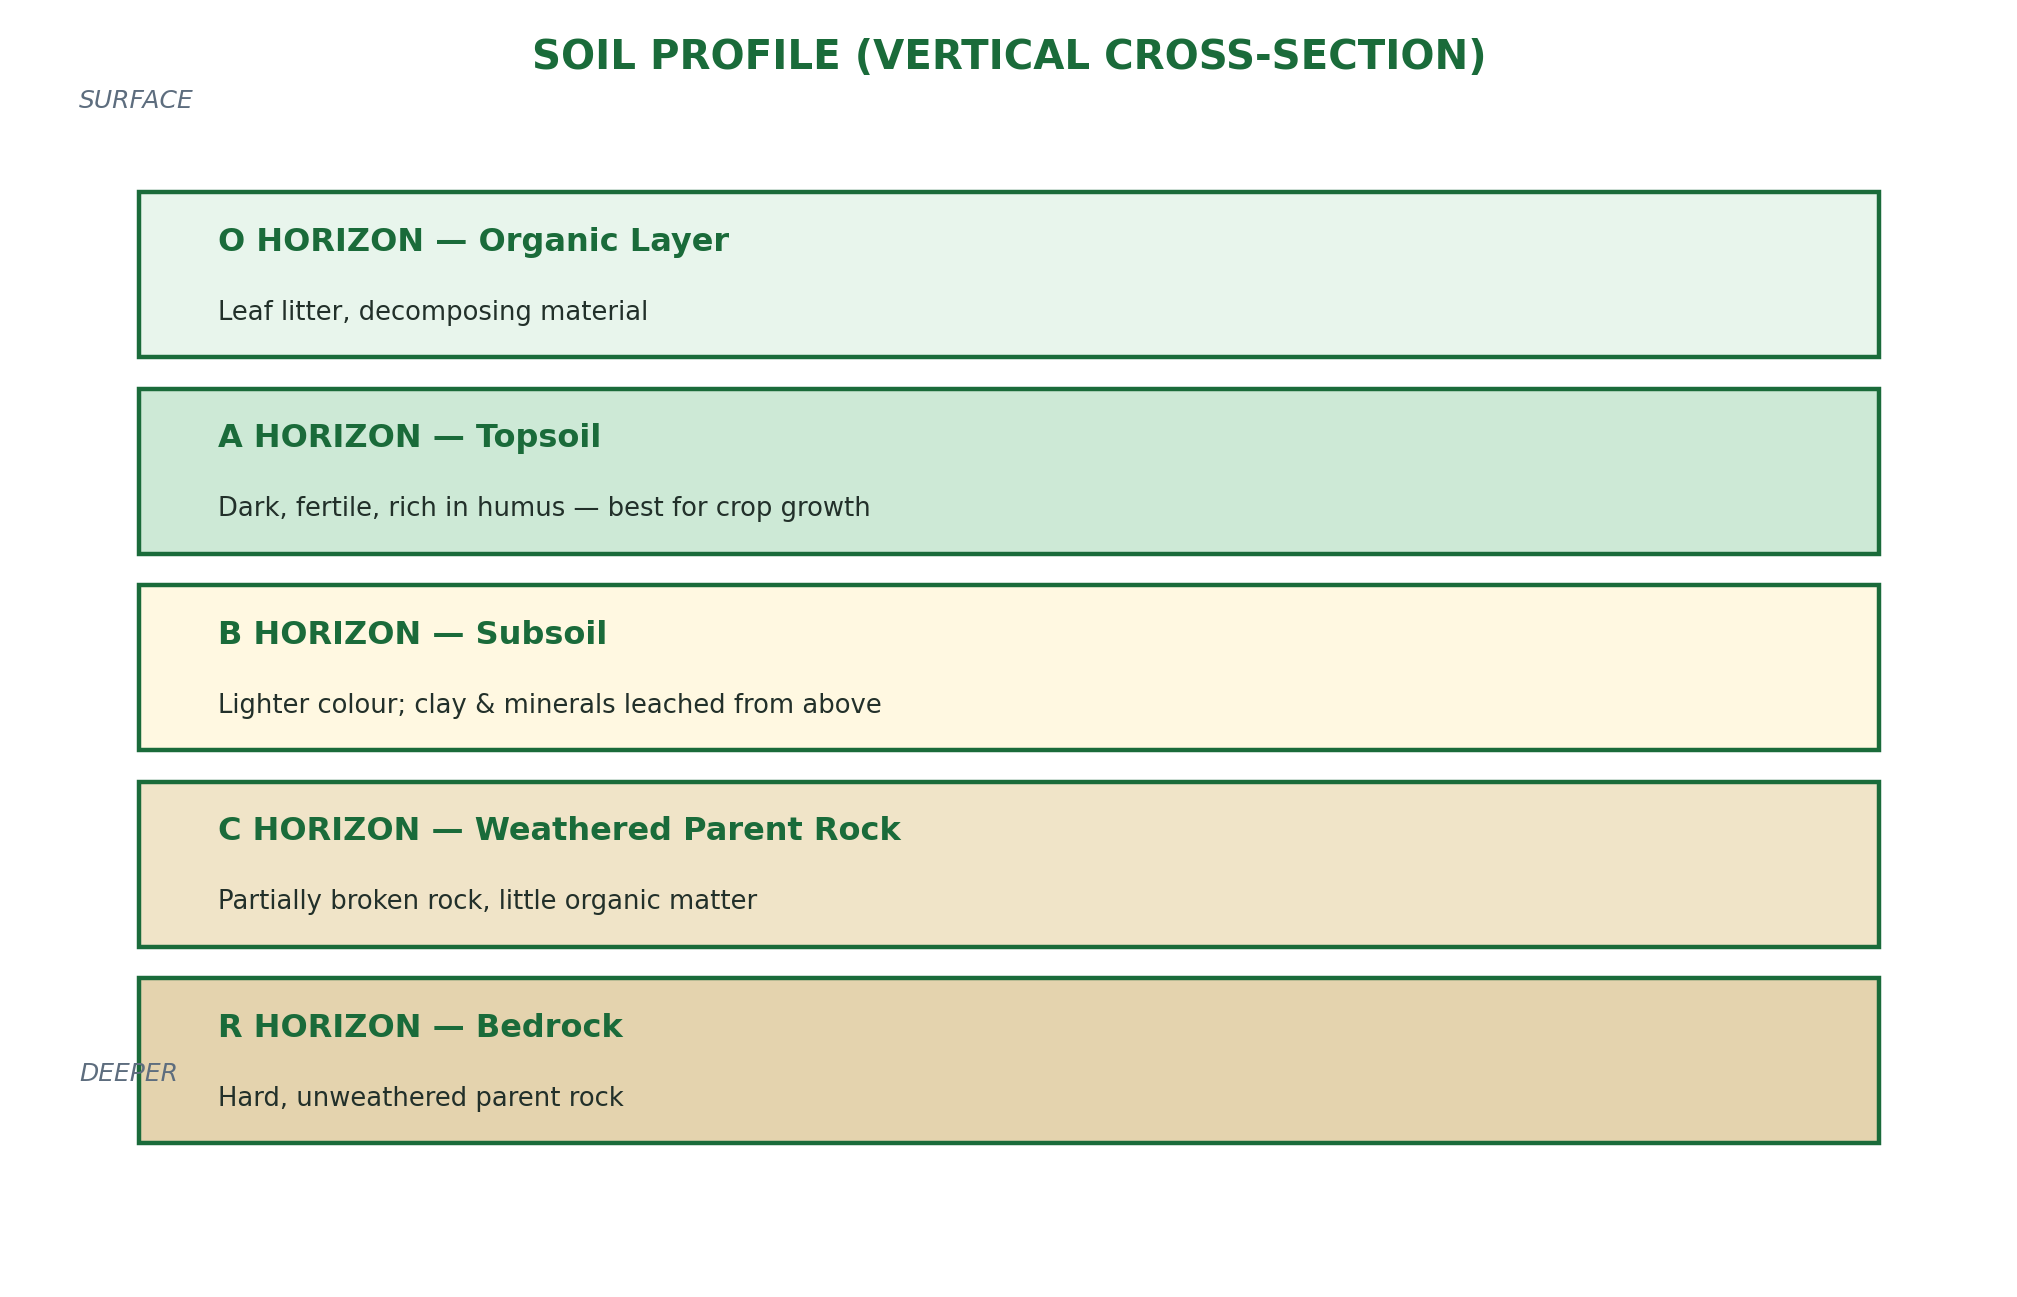 SOIL PROFILE (VERTICAL CROSS-SECTION)
SURFACE
O HORIZON — Organic Layer
Leaf litter, decomposing material
A HORIZON — Topsoil
Dark, fertile, rich in humus — best for crop growth
B HORIZON — Subsoil
Lighter colour; clay & minerals leached from above
C HORIZON — Weathered Parent Rock
Partially broken rock, little organic matter
R HORIZON — Bedrock
DEEPER
Hard, unweathered parent rock